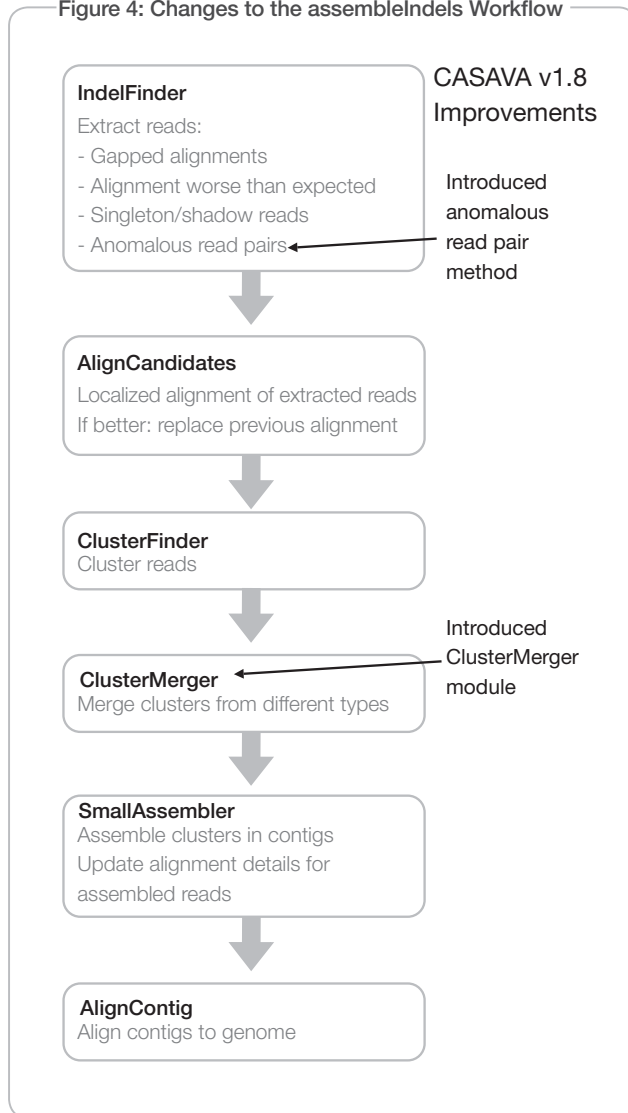 Figure 4: Changes to the assembleIndels Workflow
CASAVA v1.8
Improvements
IndelFinder
Extract reads:
- Gapped alignments
- Alignment worse than expected
- Singleton/shadow reads
- Anomalous read pairs
Introduced
anomalous
read pair
method
AlignCandidates
Localized alignment of extracted reads
If better: replace previous alignment
ClusterFinder
Cluster reads
ClusterMerger
Merge clusters from different types
Introduced
ClusterMerger
module
SmallAssembler
Assemble clusters in contigs
Update alignment details for
assembled reads
AlignContig
Align contigs to genome